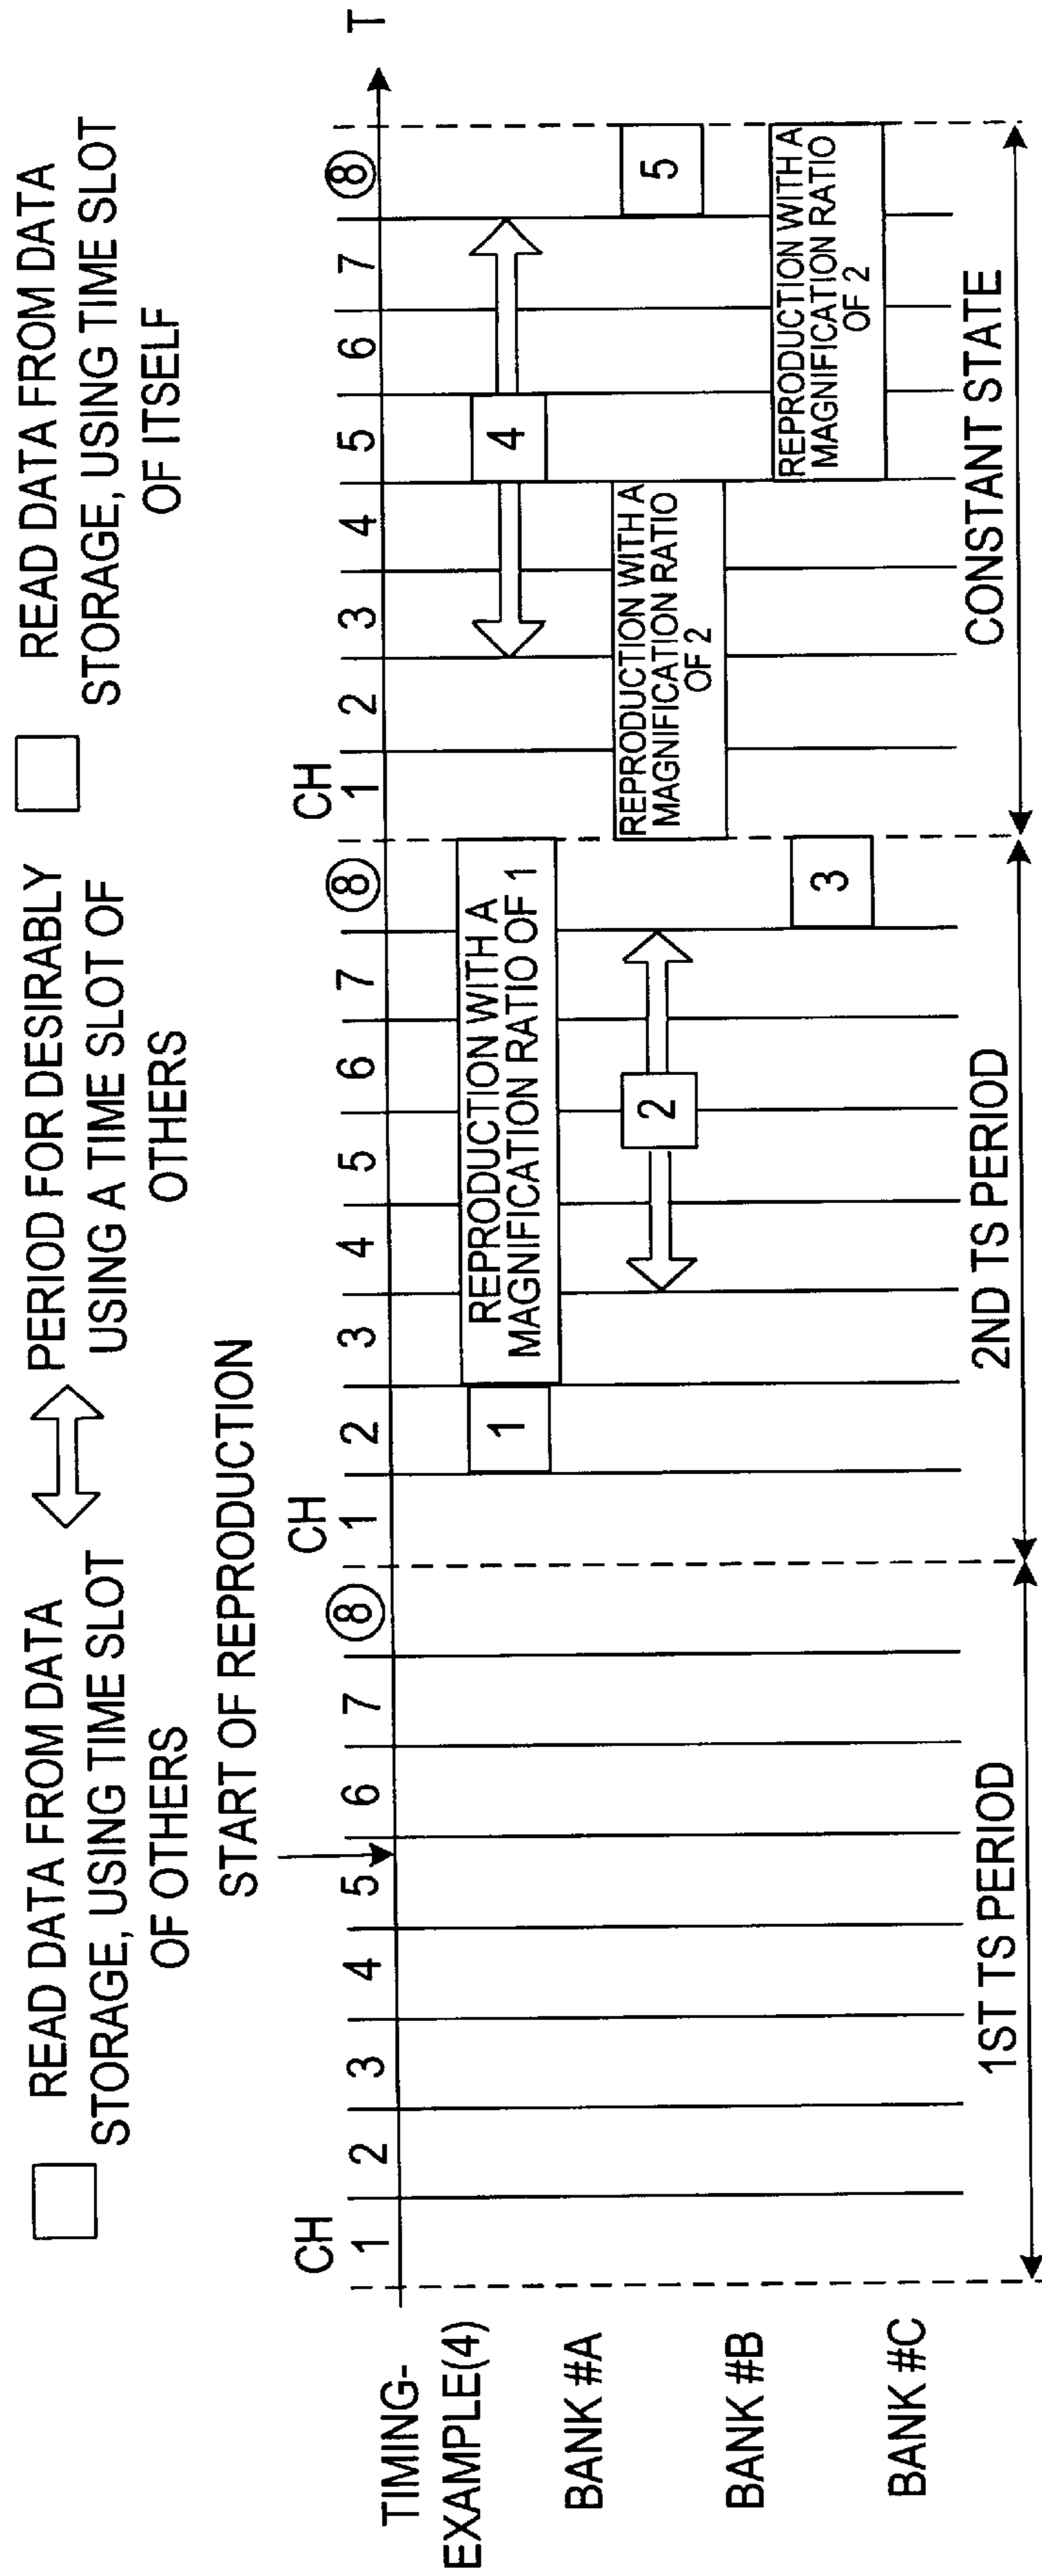 READ DATA FROM DATA
STORAGE, USING TIME SLOT
OF OTHERS
PERIOD FOR DESIRABLY
USING A TIME SLOT OF
OTHERS
READ DATA FROM DATA
STORAGE, USING TIME SLOT
OF ITSELF
START OF REPRODUCTION
CH CH CH
1 2 3 4 5 6 7 8 1 2 3 4 5 6 7 8 1 2 3 4 5 6 7 8 T
TIMING-
EXAMPLE(4)
BANK #A
1
REPRODUCTION WITH A
MAGNIFICATION RATIO OF 1
4
BANK #B
2
REPRODUCTION WITH A
MAGNIFICATION RATIO
OF 2
5
BANK #C
3
REPRODUCTION WITH A
MAGNIFICATION RATIO
OF 2
1ST TS PERIOD
2ND TS PERIOD
CONSTANT STATE